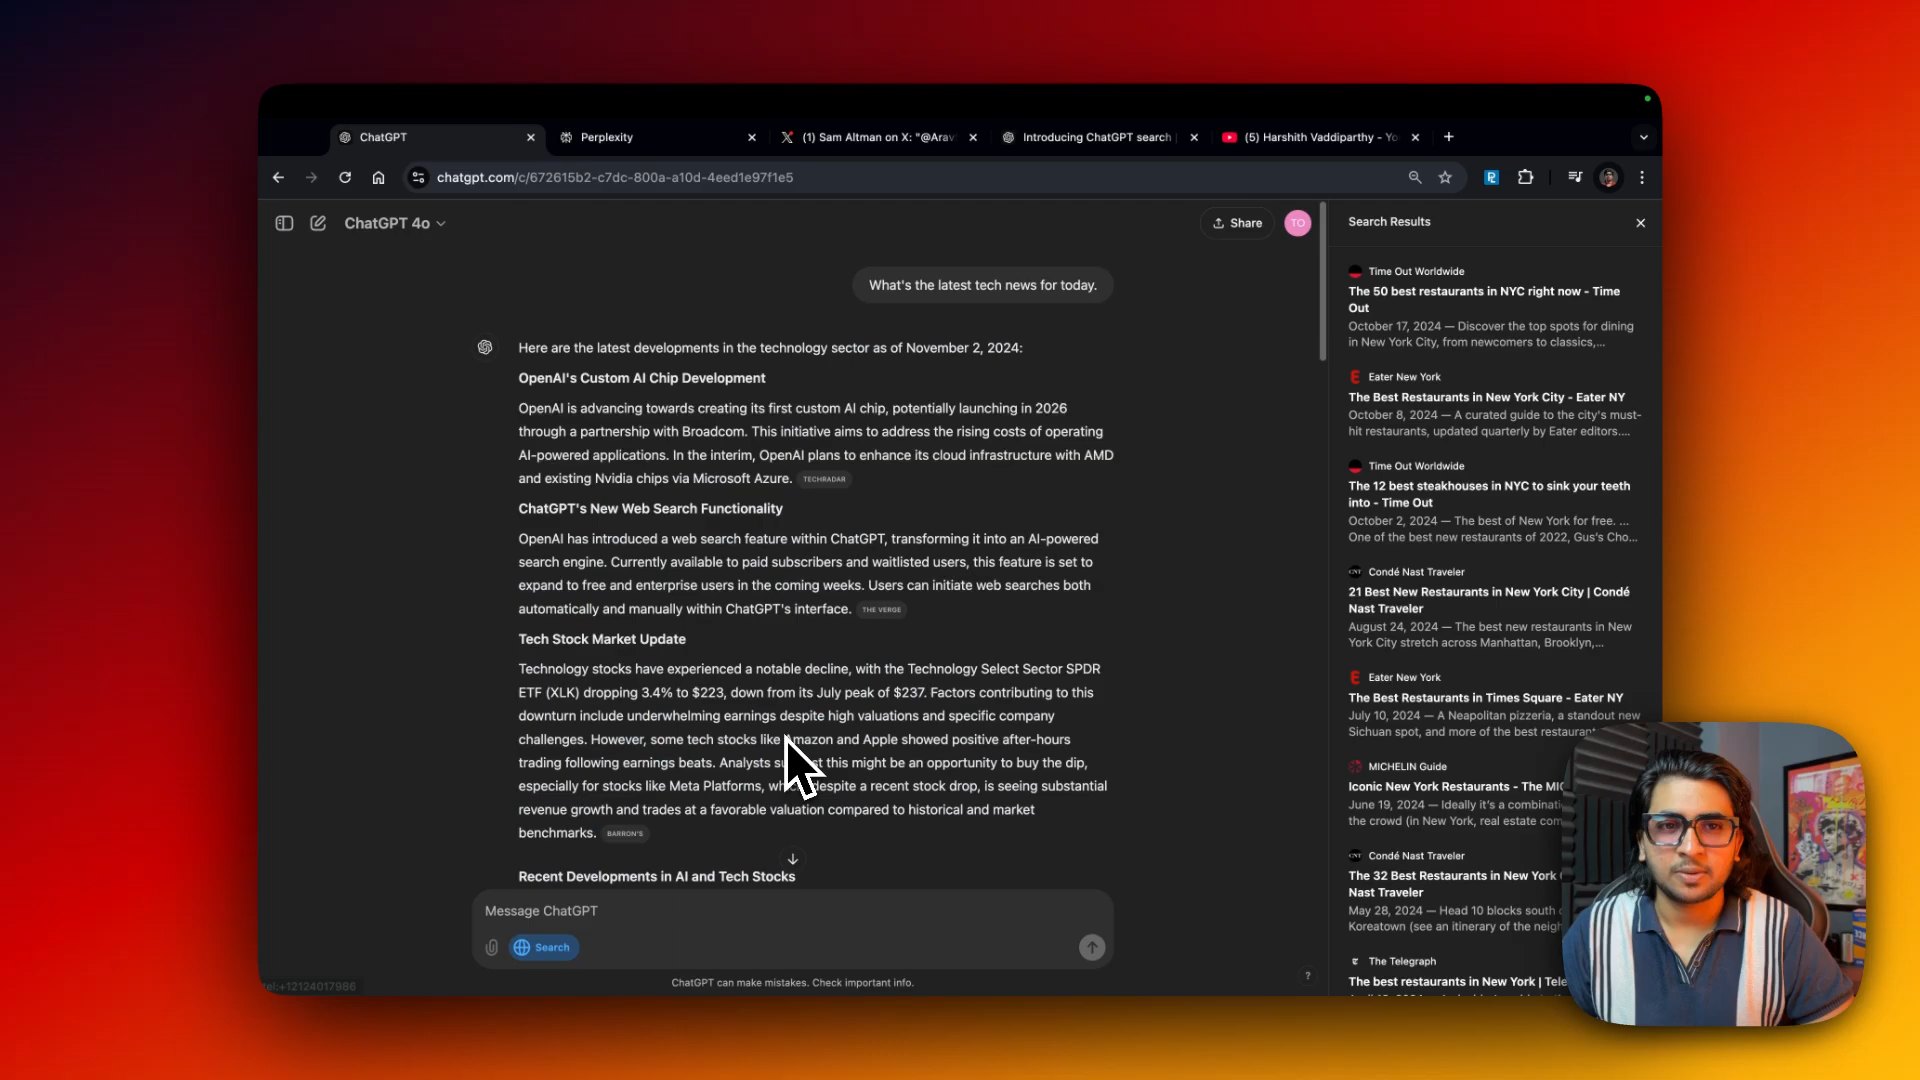 ChatGPT
Perplexity
(1) Sam Altman on X: "@Arav
Introducing ChatGPT search
(5) Harshith Vaddiparthy - Yo
chatgpt.com/c/672615b2-c7dc-800a-a10d-4eed1e97f1e5
ChatGPT 4o
Share
TO
What's the latest tech news for today.
Here are the latest developments in the technology sector as of November 2, 2024:
OpenAI's Custom AI Chip Development
OpenAI is advancing towards creating its first custom AI chip, potentially launching in 2026
through a partnership with Broadcom. This initiative aims to address the rising costs of operating
AI-powered applications. In the interim, OpenAI plans to enhance its cloud infrastructure with AMD
and existing Nvidia chips via Microsoft Azure. TECHRADAR
ChatGPT's New Web Search Functionality
OpenAI has introduced a web search feature within ChatGPT, transforming it into an AI-powered
search engine. Currently available to paid subscribers and waitlisted users, this feature is set to
expand to free and enterprise users in the coming weeks. Users can initiate web searches both
automatically and manually within ChatGPT's interface. THE VERGE
Tech Stock Market Update
Technology stocks have experienced a notable decline, with the Technology Select Sector SPDR
ETF (XLK) dropping 3.4% to $223, down from its July peak of $237. Factors contributing to this
downturn include underwhelming earnings despite high valuations and specific company
challenges. However, some tech stocks like Amazon and Apple showed positive after-hours
trading following earnings beats. Analysts st this might be an opportunity to buy the dip,
especially for stocks like Meta Platforms, despite a recent stock drop, is seeing substantial
revenue growth and trades at a favorable valuation compared to historical and market
benchmarks. BARRON'S
Recent Developments in AI and Tech Stocks
Message ChatGPT
Search
ChatGPT can make mistakes. Check important info.
?
tel:+12124017986
Search Results
Time Out Worldwide
The 50 best restaurants in NYC right now - Time
Out
October 17, 2024 — Discover the top spots for dining
in New York City, from newcomers to classics,...
Eater New York
The Best Restaurants in New York City - Eater NY
October 8, 2024 — A curated guide to the city's must-
hit restaurants, updated quarterly by Eater editors....
Time Out Worldwide
The 12 best steakhouses in NYC to sink your teeth
into - Time Out
October 2, 2024 — The best of New York for free. ...
One of the best new restaurants of 2022, Gus's Cho...
Condé Nast Traveler
21 Best New Restaurants in New York City | Condé
Nast Traveler
August 24, 2024 — The best new restaurants in New
York City stretch across Manhattan, Brooklyn,...
Eater New York
The Best Restaurants in Times Square - Eater NY
July 10, 2024 — A Neapolitan pizzeria, a standout new
Sichuan spot, and more of the best restaurant
MICHELIN Guide
Iconic New York Restaurants - The MIC
June 19, 2024 — Ideally it's a combinati
the crowd (in New York, real estate com
Condé Nast Traveler
The 32 Best Restaurants in New York
Nast Traveler
May 28, 2024 — Head 10 blocks south
Koreatown (see an itinerary of the neigh
The Telegraph
The best restaurants in New York | Tele